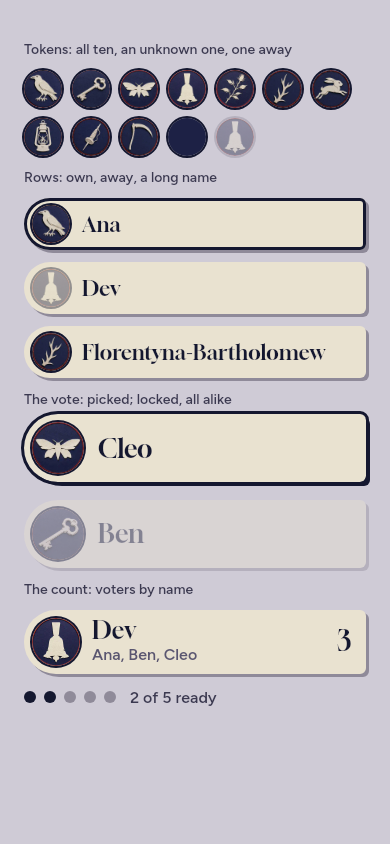 Tokens: all ten, an unknown one, one away
Rows: own, away, a long name
Ana
Dev
Florentyna-Bartholomew
The vote: picked; locked, all alike
Cleo
Ben
The count: voters by name
Dev
3
Ana, Ben, Cleo
2 of 5 ready